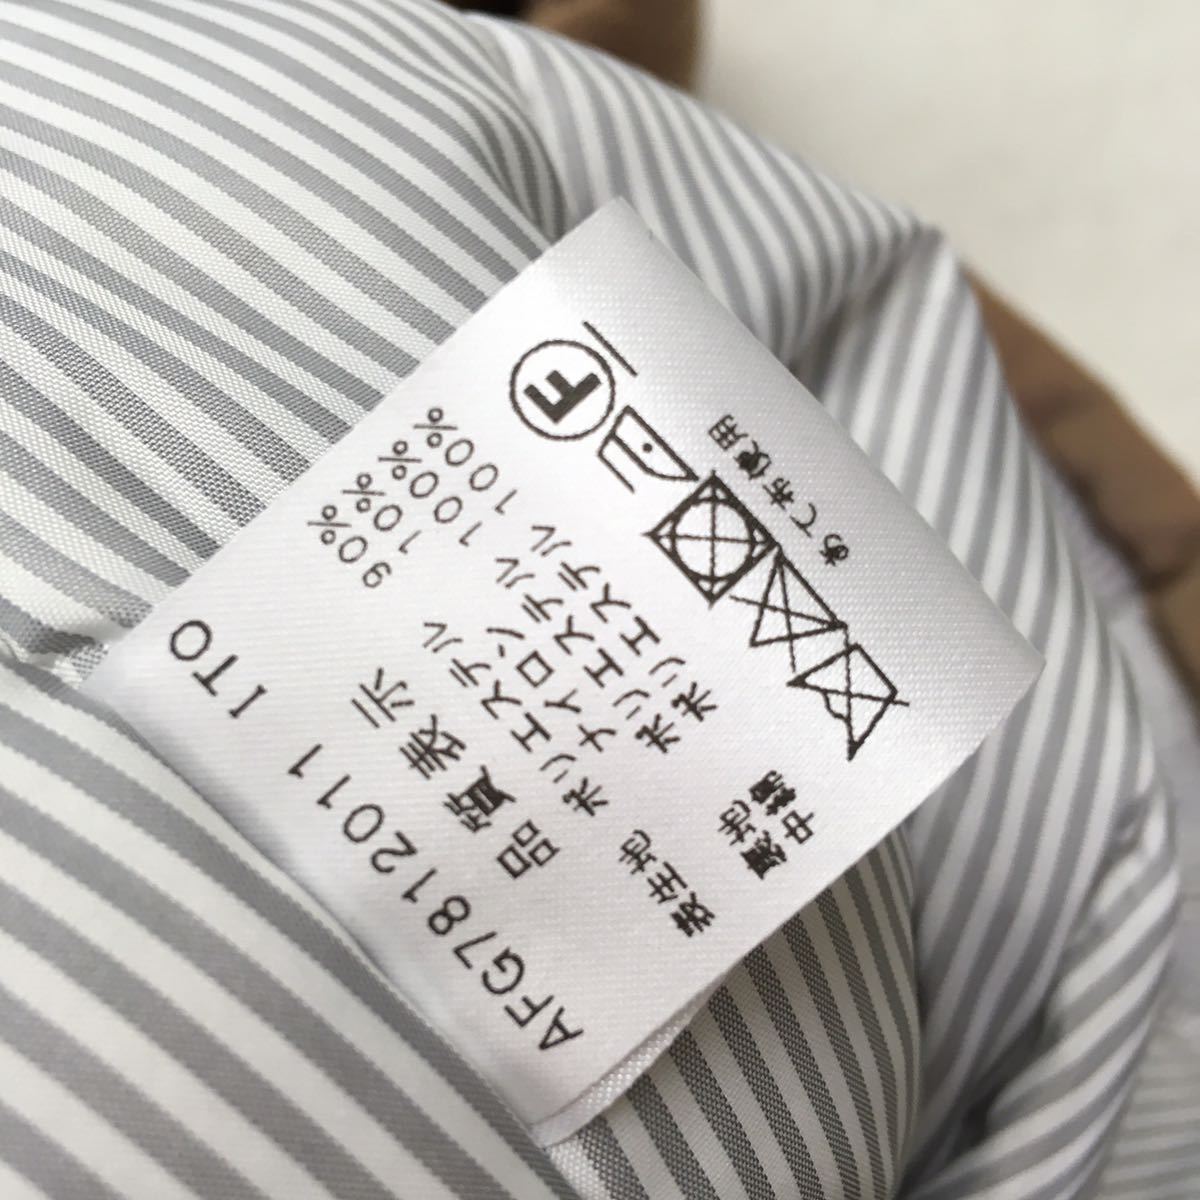 AFG7812011 ITO
品質表示
表生地 ポリエステル 90%
ナイロン 10%
裏地 ポリエステル 100%
中綿 ポリエステル 100%
F
あて布使用